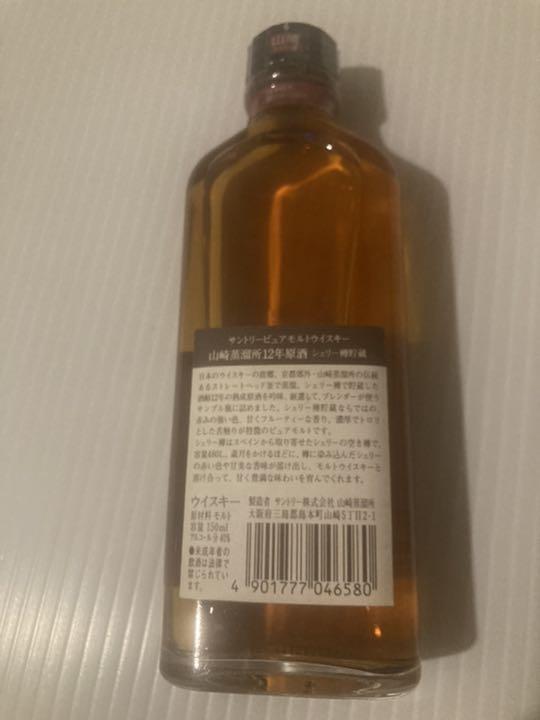 サントリーピュアモルトウイスキー
山崎蒸溜所12年原酒 シェリー樽貯蔵
日本のウイスキーの故郷、京都郊外・山崎蒸溜所の伝統
あるストレートヘッド釜で蒸溜、シェリー樽で貯蔵した
酒齢12年の熟成原酒を吟味、厳選して、ブレンダーが使う
サンプル瓶に詰めました。シェリー樽貯蔵ならではの、
赤みの強い色、甘くフルーティーな香り、濃厚でトロリ
とした舌触りが特徴のピュアモルトです。
シェリー樽はスペインから取り寄せたシェリーの空き樽で、
容量480L。歳月をかけるほどに、樽に染み込んだシェリー
の赤い色や甘美な香味が溶け出し、モルトウイスキーと
溶け合って、甘く豊満な味わいを育んでくれます。
ウイスキー
原材料 モルト
容量 150ml
アルコール分 40%
●未成年者の
飲酒は法律で
禁じられてい
ます。
製造者 サントリー株式会社 山崎蒸溜所
大阪府三島郡島本町山崎5丁目2-1
4 901777 046580